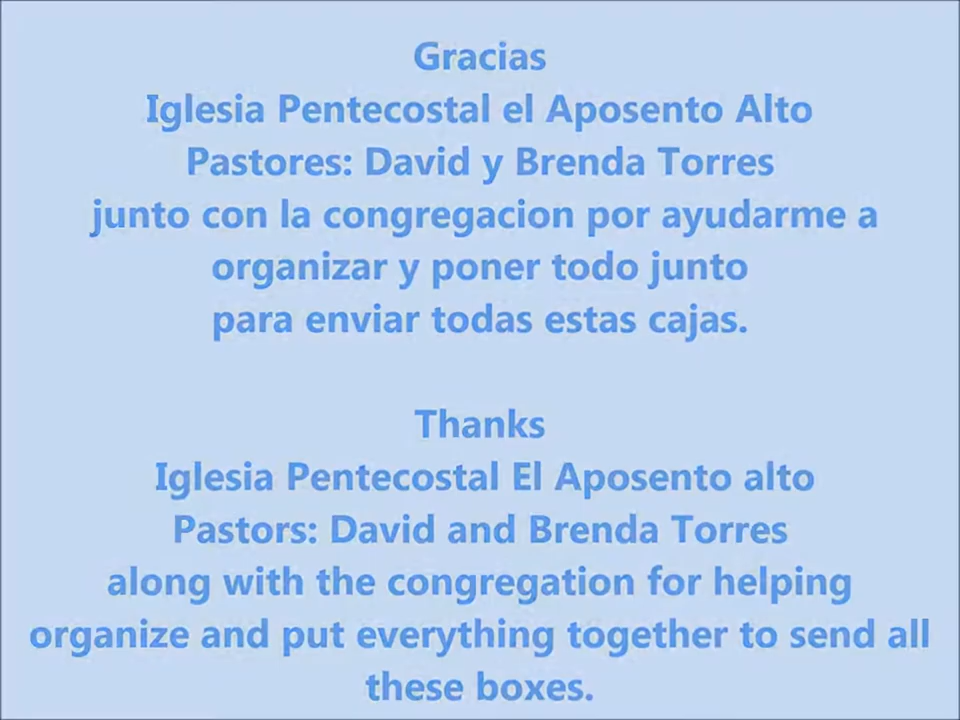 Gracias
Iglesia Pentecostal el Aposento Alto
Pastores: David y Brenda Torres
junto con la congregacion por ayudarme a
organizar y poner todo junto
para enviar todas estas cajas.
Thanks
Iglesia Pentecostal El Aposento alto
Pastors: David and Brenda Torres
along with the congregation for helping
organize and put everything together to send all
these boxes.